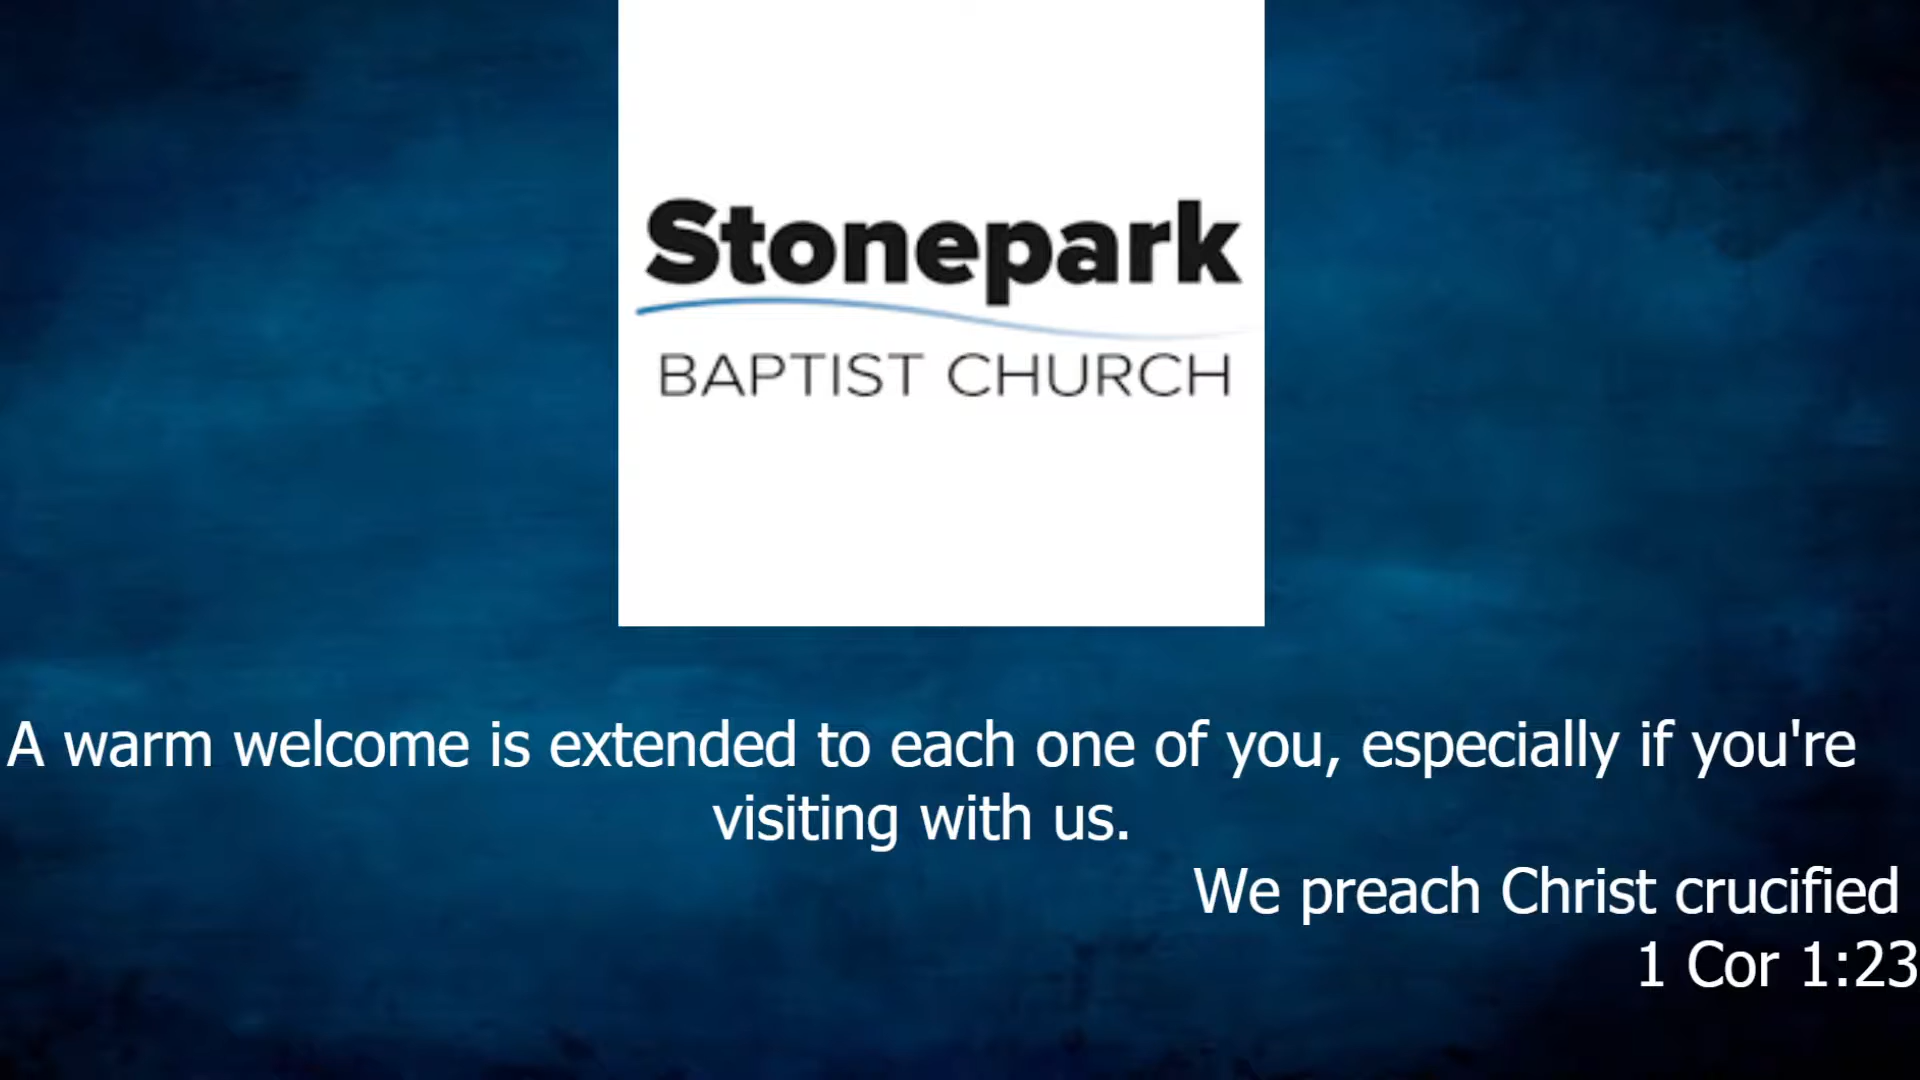 Stonepark
BAPTIST CHURCH
A warm welcome is extended to each one of you, especially if you're
visiting with us.
We preach Christ crucified
1 Cor 1:23